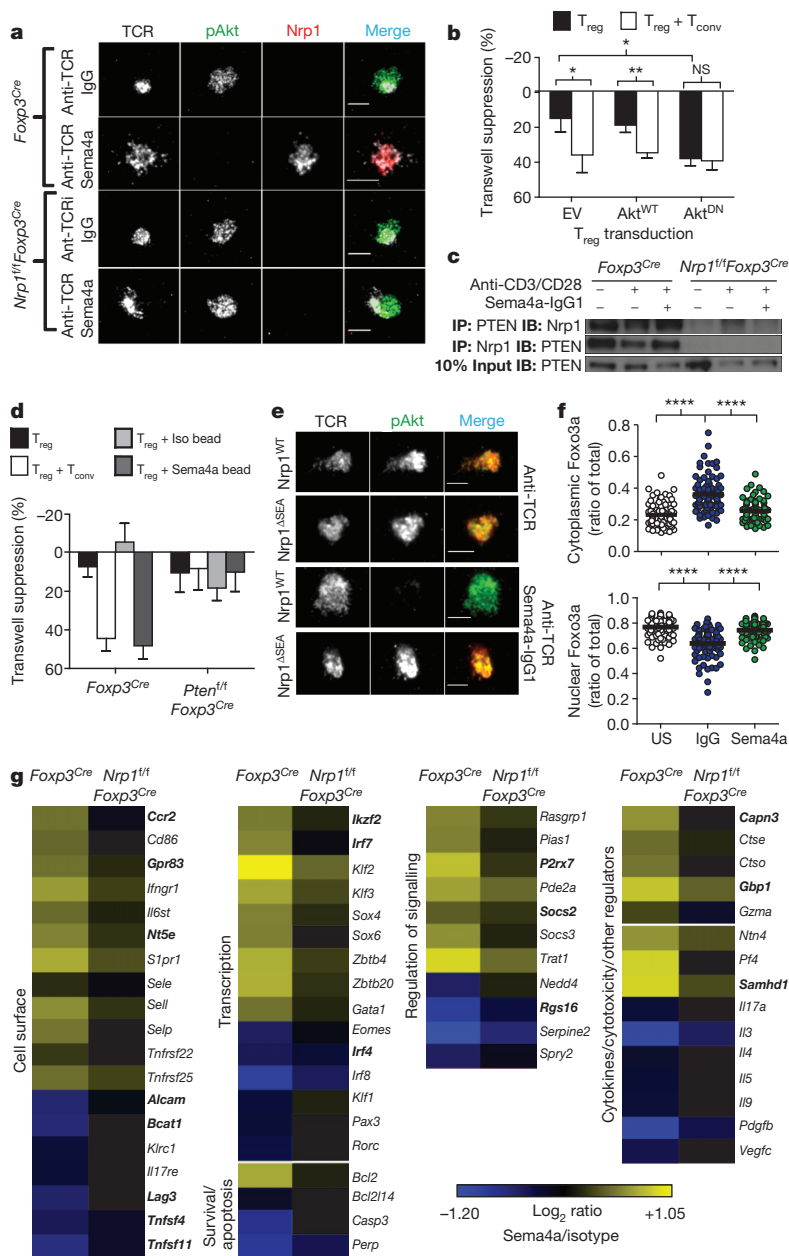 a
TCR pAkt Nrp1 Merge
Foxp3Cre
Anti-TCR IgG
Anti-TCR Sema4a
Nrp1f/fFoxp3Cre
Ant-TCRi IgG
Anti-TCR Sema4a
b
Treg Treg + Tconv
Transwell suppression (%)
–20
0
20
40
60
* * ** NS
EV AktWT AktDN
Treg transduction
c
Foxp3Cre Nrp1f/fFoxp3Cre
Anti-CD3/CD28 – + + – + +
Sema4a-IgG1 – – + – – +
IP: PTEN IB: Nrp1
IP: Nrp1 IB: PTEN
10% Input IB: PTEN
d
Treg Treg + Iso bead
Treg + Tconv Treg + Sema4a bead
Transwell suppression (%)
–20
0
20
40
60
Foxp3Cre Ptenf/f Foxp3Cre
e
TCR pAkt Merge
Nrp1WT
Nrp1ΔSEA
Anti-TCR
Nrp1WT
Nrp1ΔSEA
Anti-TCR
Sema4a-IgG1
f
**** ****
Cytoplasmic Foxo3a
(ratio of total)
0.8
0.6
0.4
0.2
0.0
**** ****
Nuclear Foxo3a
(ratio of total)
1.0
0.8
0.6
0.4
0.2
0.0
US IgG Sema4a
g
Foxp3Cre Nrp1f/f Foxp3Cre
Cell surface
Ccr2
Cd86
Gpr83
Ifngr1
Il6st
Nt5e
S1pr1
Sele
Sell
Selp
Tnfrsf22
Tnfrsf25
Alcam
Bcat1
Klrc1
Il17re
Lag3
Tnfsf4
Tnfsf11
Foxp3Cre Nrp1f/f Foxp3Cre
Transcription
Ikzf2
Irf7
Klf2
Klf3
Sox4
Sox6
Zbtb4
Zbtb20
Gata1
Eomes
Irf4
Irf8
Klf1
Pax3
Rorc
Survival/
apoptosis
Bcl2
Bcl2l14
Casp3
Perp
Foxp3Cre Nrp1f/f Foxp3Cre
Regulation of signalling
Rasgrp1
Pias1
P2rx7
Pde2a
Socs2
Socs3
Trat1
Nedd4
Rgs16
Serpine2
Spry2
Foxp3Cre Nrp1f/f Foxp3Cre
Cytokines/cytotoxicity/other regulators
Capn3
Ctse
Ctso
Gbp1
Gzma
Ntn4
Pf4
Samhd1
Il17a
Il3
Il4
Il5
Il9
Pdgfb
Vegfc
–1.20 Log2 ratio +1.05
Sema4a/isotype